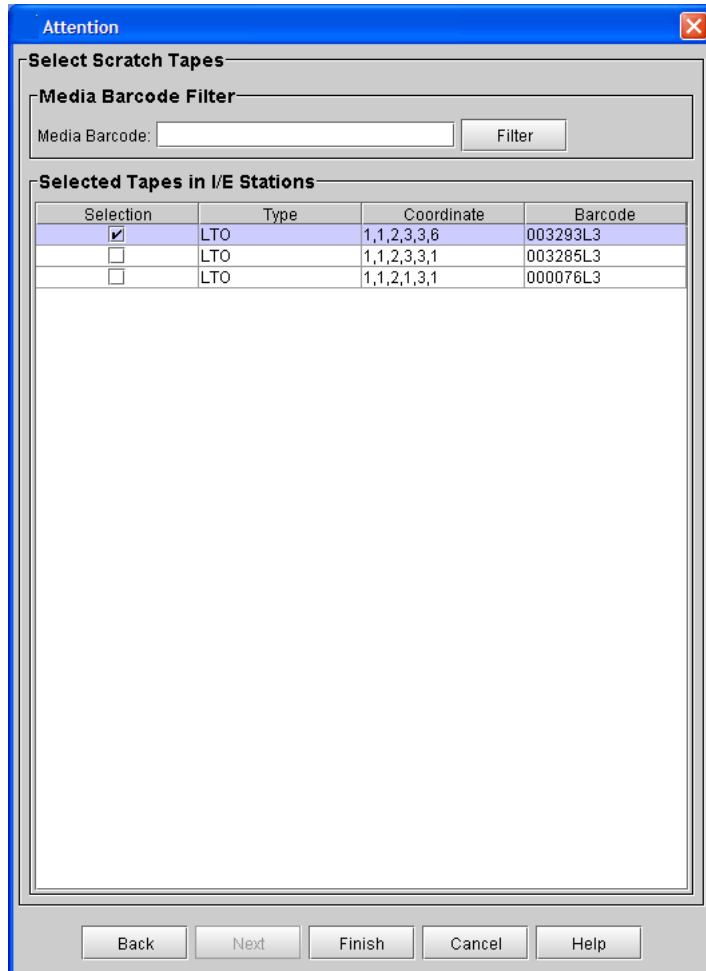 Attention
Select Scratch Tapes
Media Barcode Filter
Media Barcode: Filter
Selected Tapes in I/E Stations
Selection Type Coordinate Barcode
LTO 1,1,2,3,3,6 003293L3
LTO 1,1,2,3,3,1 003285L3
LTO 1,1,2,1,3,1 000076L3
Back Next Finish Cancel Help